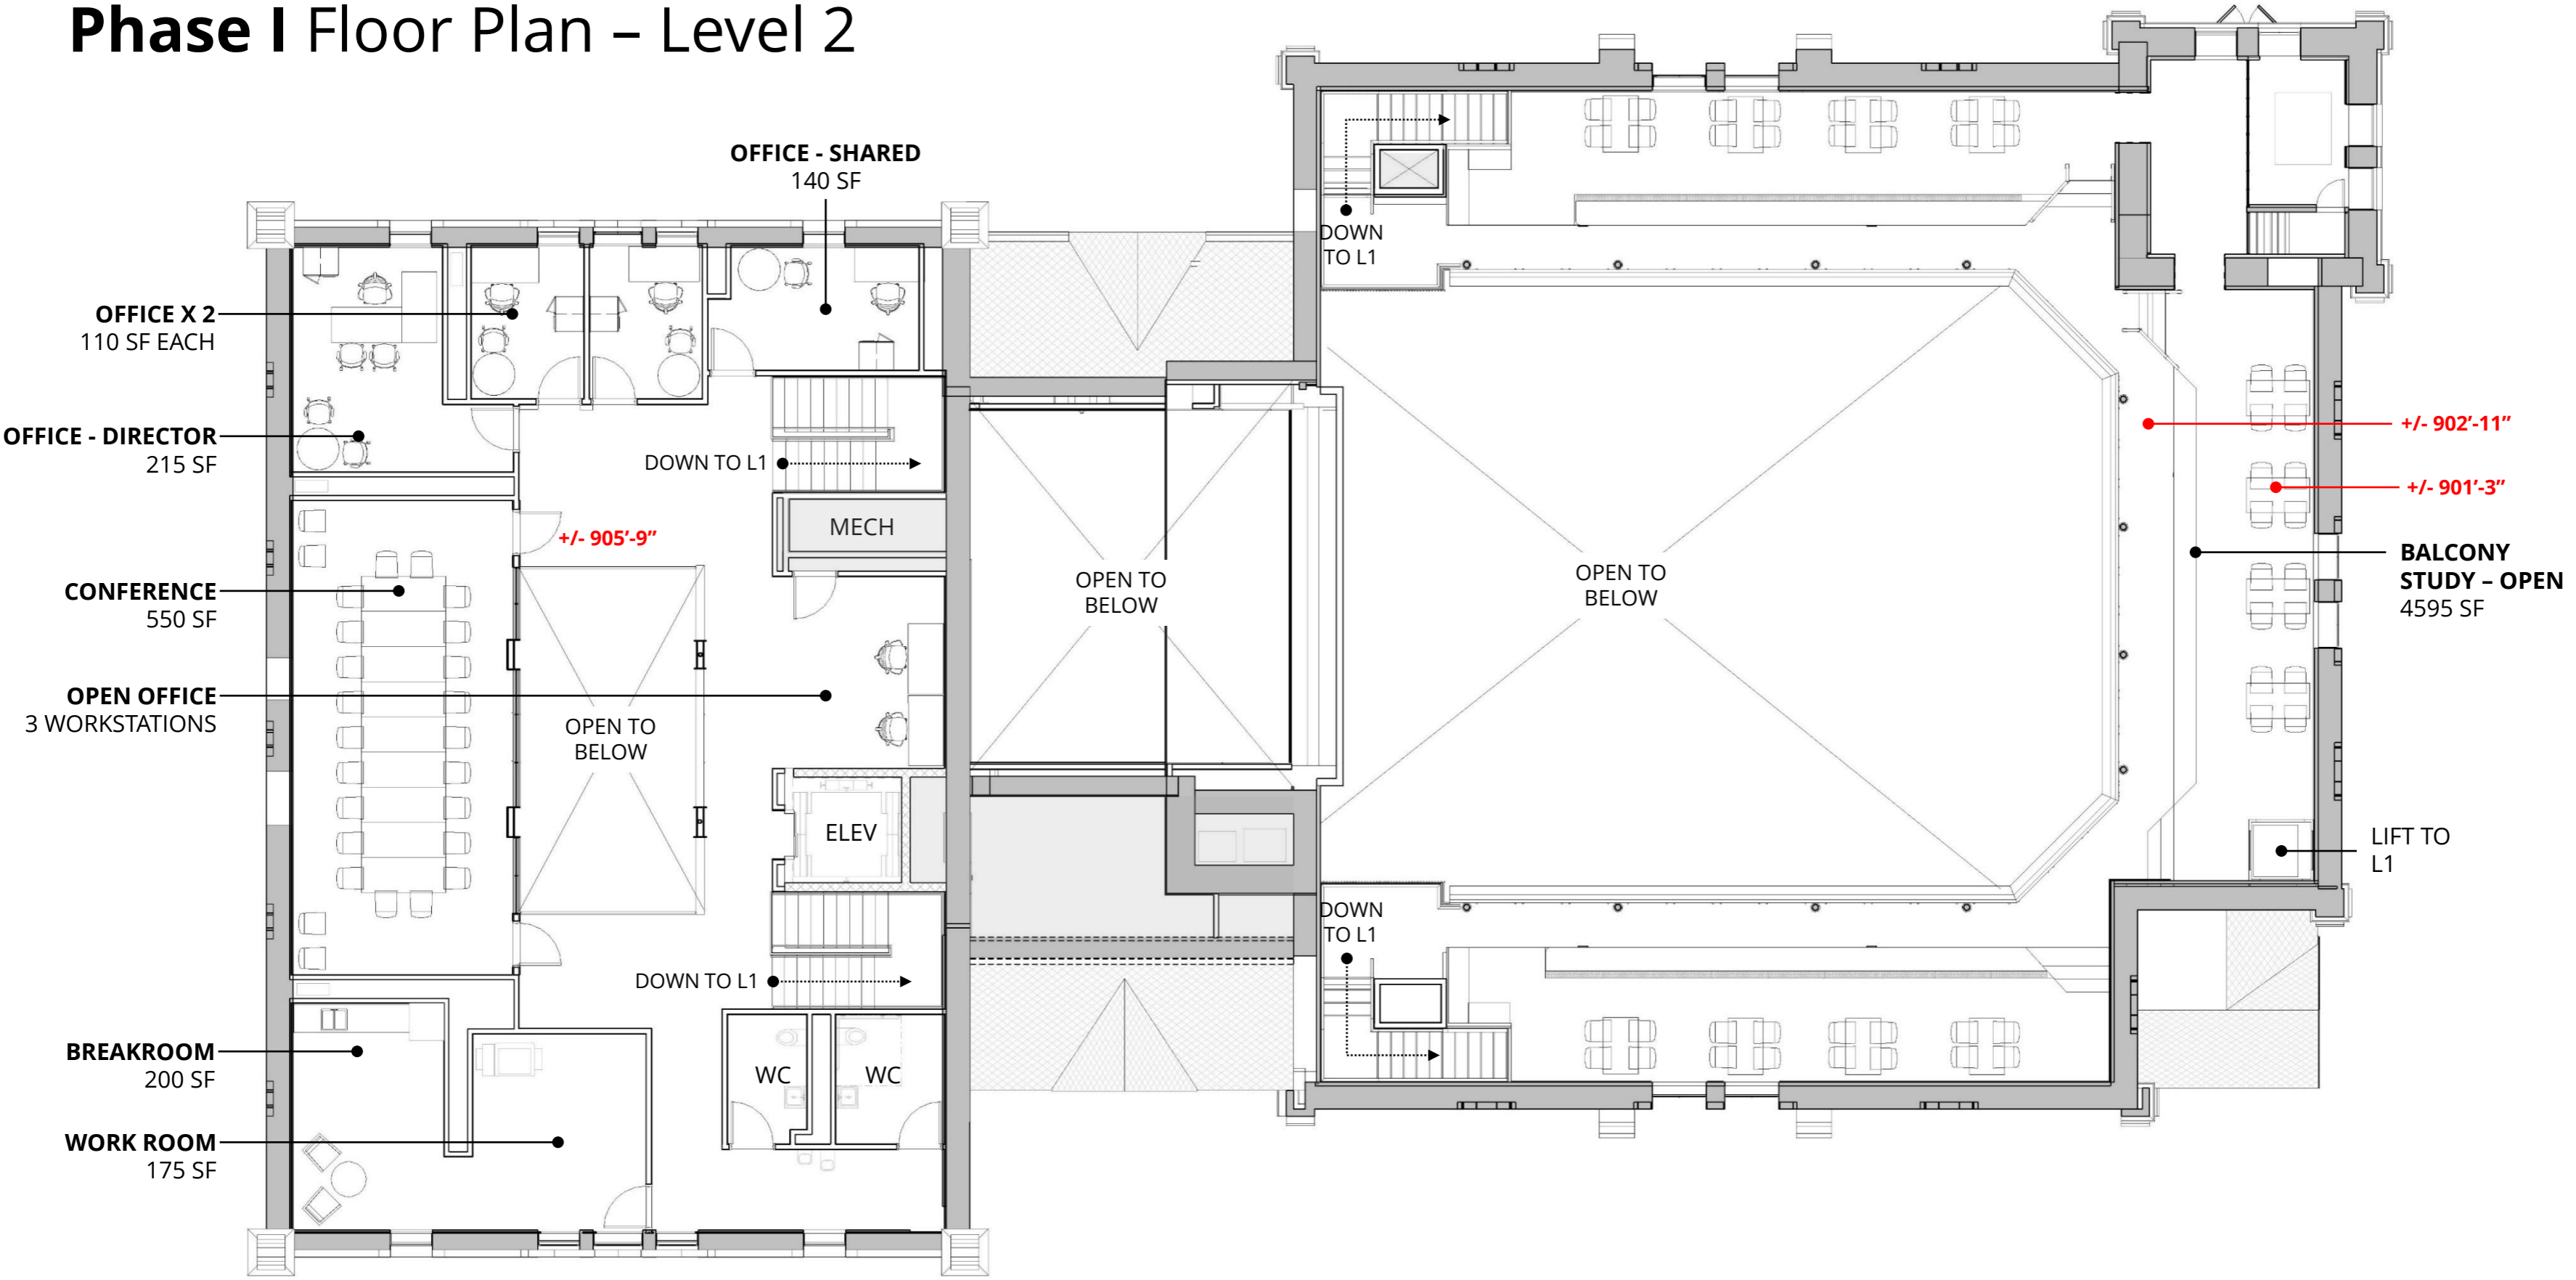 Phase I Floor Plan – Level 2
OFFICE - SHARED
140 SF
OFFICE X 2
110 SF EACH
OFFICE - DIRECTOR
215 SF
CONFERENCE
550 SF
OPEN OFFICE
3 WORKSTATIONS
BREAKROOM
200 SF
WORK ROOM
175 SF
DOWN TO L1
MECH
+/- 905’-9”
OPEN TO
BELOW
ELEV
DOWN TO L1
WC
WC
OPEN TO
BELOW
DOWN
TO L1
OPEN TO
BELOW
DOWN
TO L1
+/- 902’-11”
+/- 901’-3”
BALCONY
STUDY – OPEN
4595 SF
LIFT TO
L1